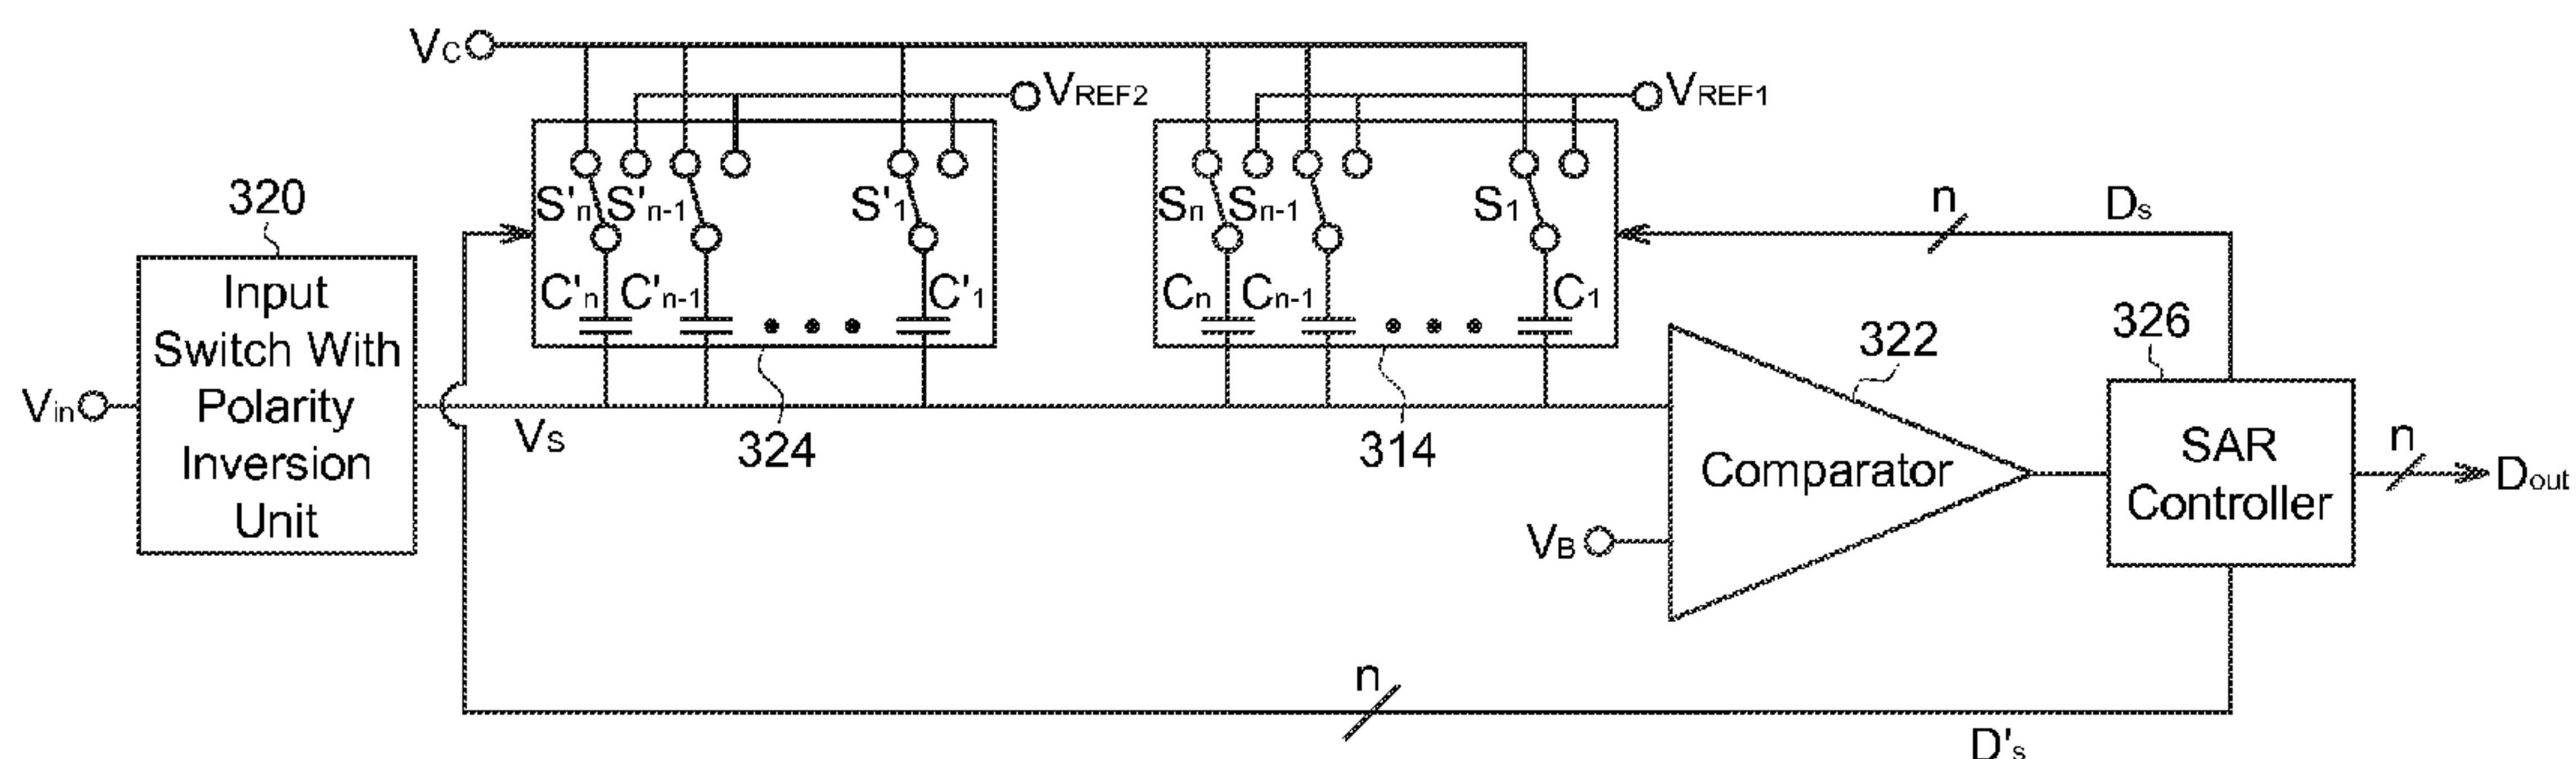 VC
VREF2
VREF1
320
S'n S'n-1 S'1
Sn Sn-1 S1
n Ds
Input
Switch With
Polarity
Inversion
Unit
C'n C'n-1 C'1
Cn Cn-1 C1
322
326
Vin
VS
324
314
Comparator
SAR
Controller
n
Dout
VB
n
D's